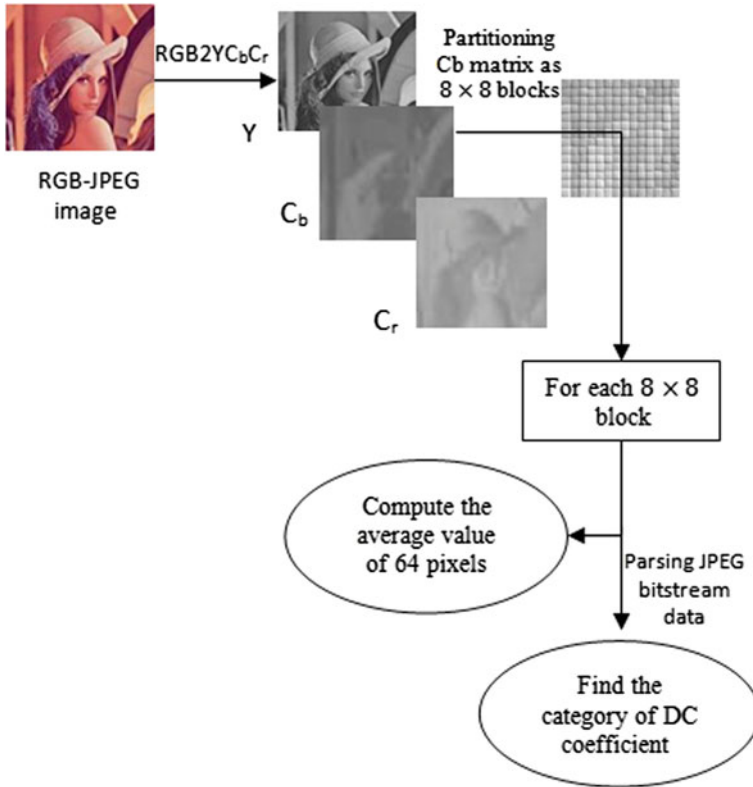 RGB2YCbCr
Partitioning
Cb matrix as
8 × 8 blocks
Y
RGB-JPEG
image
Cb
Cr
For each 8 × 8
block
Compute the
average value
of 64 pixels
Parsing JPEG
bitstream
data
Find the
category of DC
coefficient